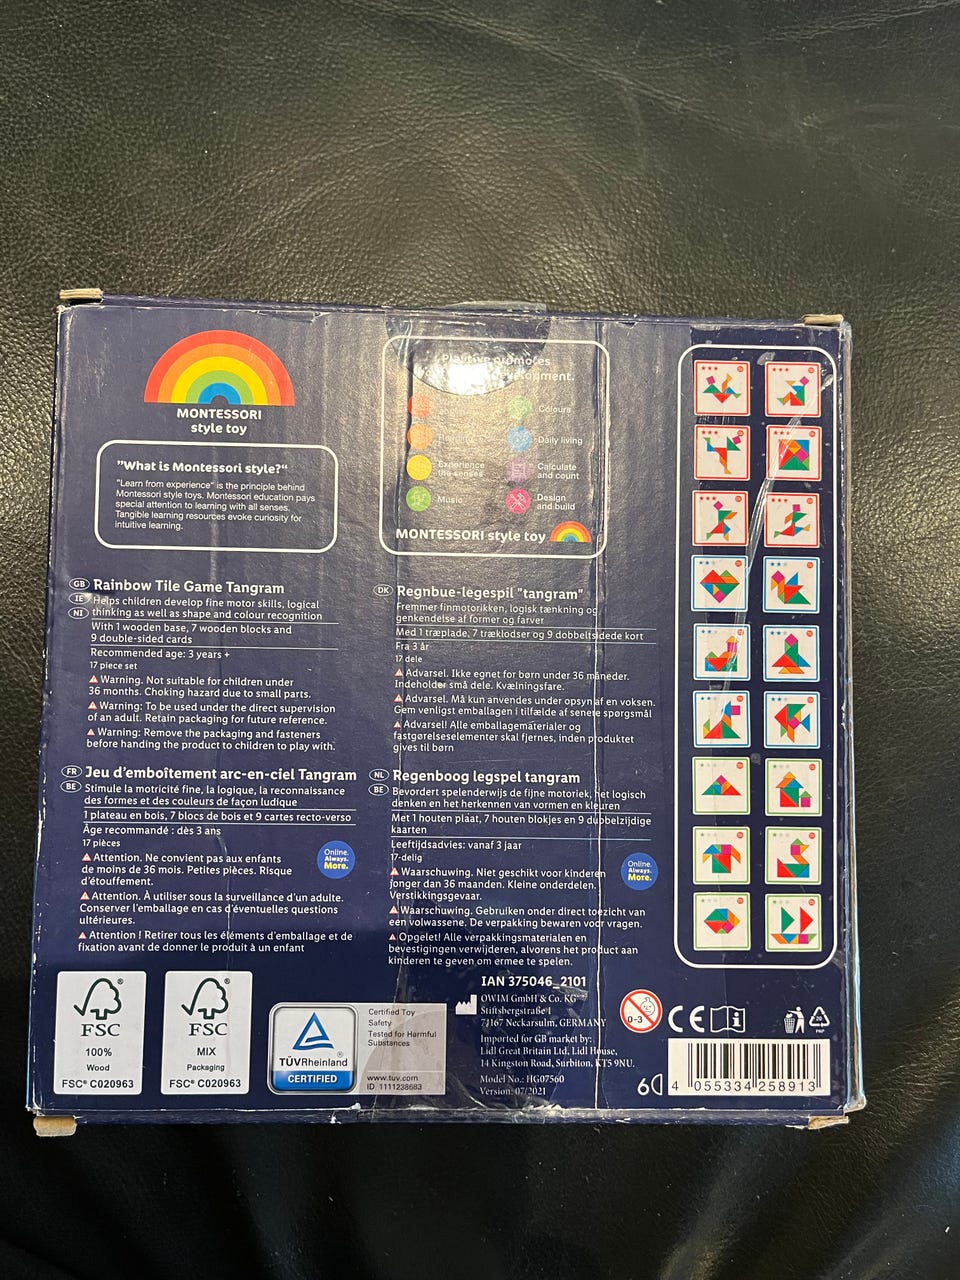 MONTESSORI
style toy
"What is Montessori style?"
"Learn from experience" is the principle behind
Montessori style toys. Montessori education pays
special attention to learning with all senses.
Tangible learning resources evoke curiosity for
intuitive learning.
Playtive promotes
development.
Colours
Daily living
Experience
the senses
Calculate
and count
Music
Design
and build
MONTESSORI style toy
GB IE NI
Rainbow Tile Game Tangram
Helps children develop fine motor skills, logical
thinking as well as shape and colour recognition
With 1 wooden base, 7 wooden blocks and
9 double-sided cards
Recommended age: 3 years +
17 piece set
Warning. Not suitable for children under
36 months. Choking hazard due to small parts.
Warning: To be used under the direct supervision
of an adult. Retain packaging for future reference.
Warning: Remove the packaging and fasteners
before handing the product to children to play with.
DK
Regnbue-legespil "tangram"
Fremmer finmotorikken, logisk tænkning og
genkendelse af former og farver
Med 1 træplade, 7 træklodser og 9 dobbeltsidede kort
Fra 3 år
17 dele
Advarsel. Ikke egnet for børn under 36 måneder.
Indeholder små dele. Kvælningsfare.
Advarsel. Må kun anvendes under opsyn af en voksen.
Gem venligst emballagen i tilfælde af senere spørgsmål
Advarsel! Alle emballagematerialer og
fastgørelseselementer skal fjernes, inden produktet
gives til børn
FR BE
Jeu d'emboîtement arc-en-ciel Tangram
Stimule la motricité fine, la logique, la reconnaissance
des formes et des couleurs de façon ludique
1 plateau en bois, 7 blocs de bois et 9 cartes recto-verso
Âge recommandé : dès 3 ans
17 pièces
Attention. Ne convient pas aux enfants
de moins de 36 mois. Petites pièces. Risque
d'étouffement.
Attention. À utiliser sous la surveillance d'un adulte.
Conserver l'emballage en cas d'éventuelles questions
ultérieures.
Attention ! Retirer tous les éléments d'emballage et de
fixation avant de donner le produit à un enfant
Online.
Always.
More.
NL BE
Regenboog legspel tangram
Bevordert spelenderwijs de fijne motoriek, het logisch
denken en het herkennen van vormen en kleuren
Met 1 houten plaat, 7 houten blokjes en 9 dubbelzijdige
kaarten
Leeftijdsadvies: vanaf 3 jaar
17-delig
Waarschuwing. Niet geschikt voor kinderen
jonger dan 36 maanden. Kleine onderdelen.
Verstikkingsgevaar.
Waarschuwing. Gebruiken onder direct toezicht van
een volwassene. De verpakking bewaren voor vragen.
Opgelet! Alle verpakkingsmaterialen en
bevestigingen verwijderen, alvorens het product aan
kinderen te geven om ermee te spelen.
Online.
Always.
More.
FSC
100%
Wood
FSC® C020963
FSC
MIX
Packaging
FSC® C020963
TÜVRheinland®
CERTIFIED
Certified Toy
Safety
Tested for Harmful
Substances
www.tuv.com
ID 1111238683
IAN 375046_2101
OWIM GmbH & Co. KG
Stiftsbergstraße 1
74167 Neckarsulm, GERMANY
Imported for GB market by:
Lidl Great Britain Ltd, Lidl House,
14 Kingston Road, Surbiton, KT5 9NU.
Model No.: HG07560
Version: 07/2021
0-3
CE
PAP
6
4 055334 258913